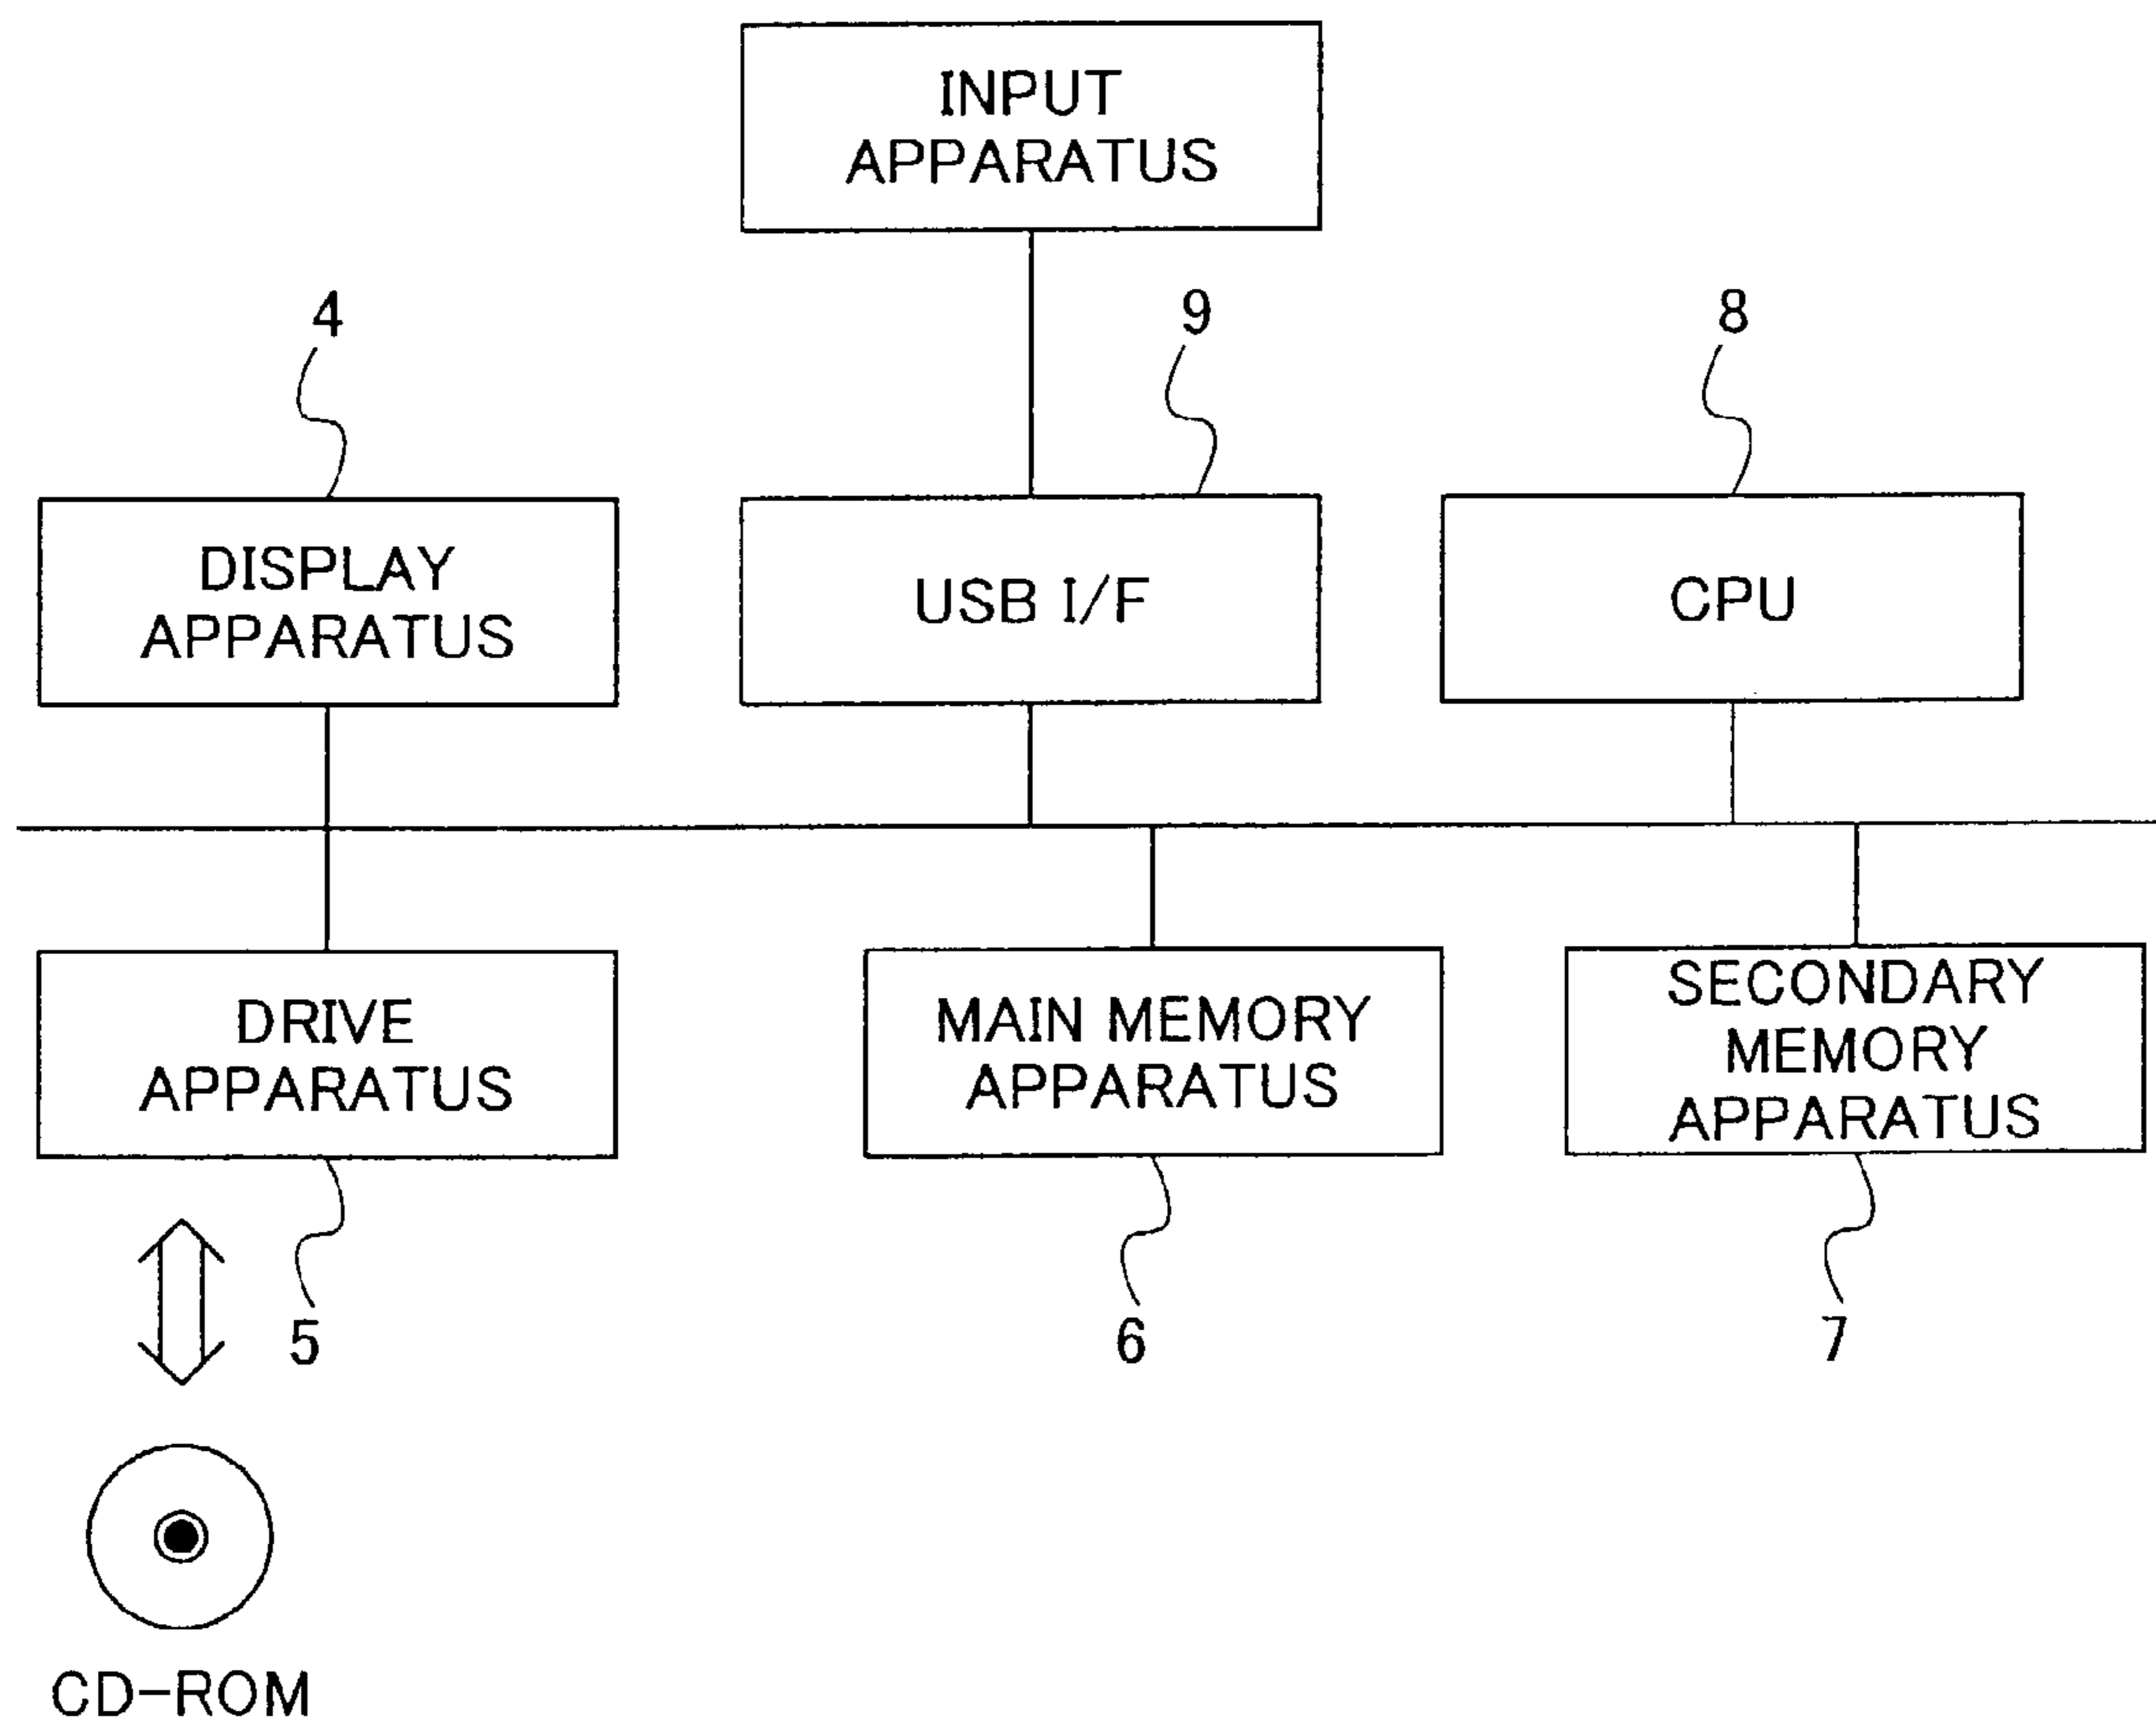 INPUT
APPARATUS
4
9
8
DISPLAY
APPARATUS
USB I/F
CPU
DRIVE
APPARATUS
MAIN MEMORY
APPARATUS
SECONDARY
MEMORY
APPARATUS
5
6
7
CD-ROM